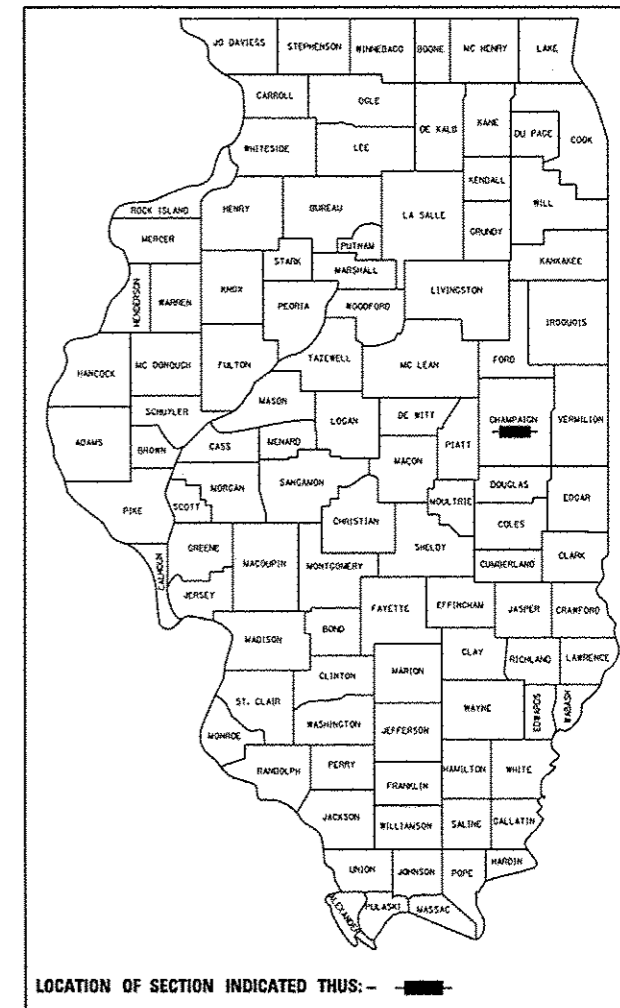 JO DAVIESS STEPHENSON WINNEBAGO BOONE MC HENRY LAKE
CARROLL OGLE DE KALB KANE DU PAGE COOK
WHITESIDE LEE KENDALL WILL
ROCK ISLAND HENRY BUREAU LA SALLE GRUNDY
MERCER PUTNAM KANKAKEE
STARK MARSHALL
HENDERSON WARREN KNOX PEORIA WOODFORD LIVINGSTON IROQUOIS
FORD
HANCOCK MC DONOUGH FULTON TAZEWELL MC LEAN
MASON
SCHUYLER LOGAN DE WITT CHAMPAIGN VERMILION
ADAMS BROWN CASS MENARD PIATT
MACON
MORGAN SANGAMON DOUGLAS
PIKE SCOTT CHRISTIAN MOULTRIE EDGAR
COLES
GREENE SHELBY
CALHOUN MACOUPIN MONTGOMERY CUMBERLAND CLARK
JERSEY FAYETTE EFFINGHAM JASPER CRAWFORD
MADISON BOND
CLAY RICHLAND LAWRENCE
CLINTON MARION
ST. CLAIR WAYNE EDWARDS WABASH
WASHINGTON JEFFERSON
MONROE
RANDOLPH PERRY HAMILTON WHITE
FRANKLIN
JACKSON WILLIAMSON SALINE GALLATIN
UNION JOHNSON POPE HARDIN
ALEXANDER PULASKI MASSAC
LOCATION OF SECTION INDICATED THUS: -